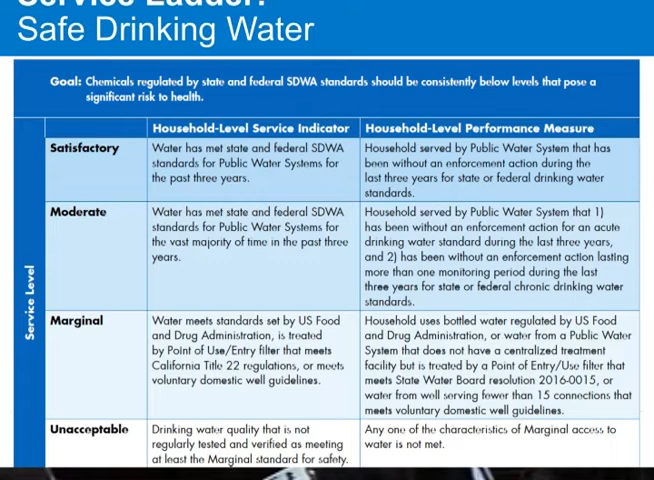 Service Ladder:
Safe Drinking Water
Goal: Chemicals regulated by state and federal SDWA standards should be consistently below levels that pose a
significant risk to health.
Household-Level Service Indicator
Household-Level Performance Measure
Service Level
Satisfactory
Water has met state and federal SDWA
standards for Public Water Systems for
the past three years.
Household served by Public Water System that has
been without an enforcement action during the
last three years for state or federal drinking water
standards.
Moderate
Water has met state and federal SDWA
standards for Public Water Systems for
the vast majority of time in the past three
years.
Household served by Public Water System that 1)
has been without an enforcement action for an acute
drinking water standard during the last three years,
and 2) has been without an enforcement action lasting
more than one monitoring period during the last
three years for state or federal chronic drinking water
standards.
Marginal
Water meets standards set by US Food
and Drug Administration, is treated
by Point of Use/Entry filter that meets
California Title 22 regulations, or meets
voluntary domestic well guidelines.
Household uses bottled water regulated by US Food
and Drug Administration, or water from a Public Water
System that does not have a centralized treatment
facility but is treated by a Point of Entry/Use filter that
meets State Water Board resolution 2016-0015, or
water from well serving fewer than 15 connections that
meets voluntary domestic well guidelines.
Unacceptable
Drinking water quality that is not
regularly tested and verified as meeting
at least the Marginal standard for safety.
Any one of the characteristics of Marginal access to
water is not met.